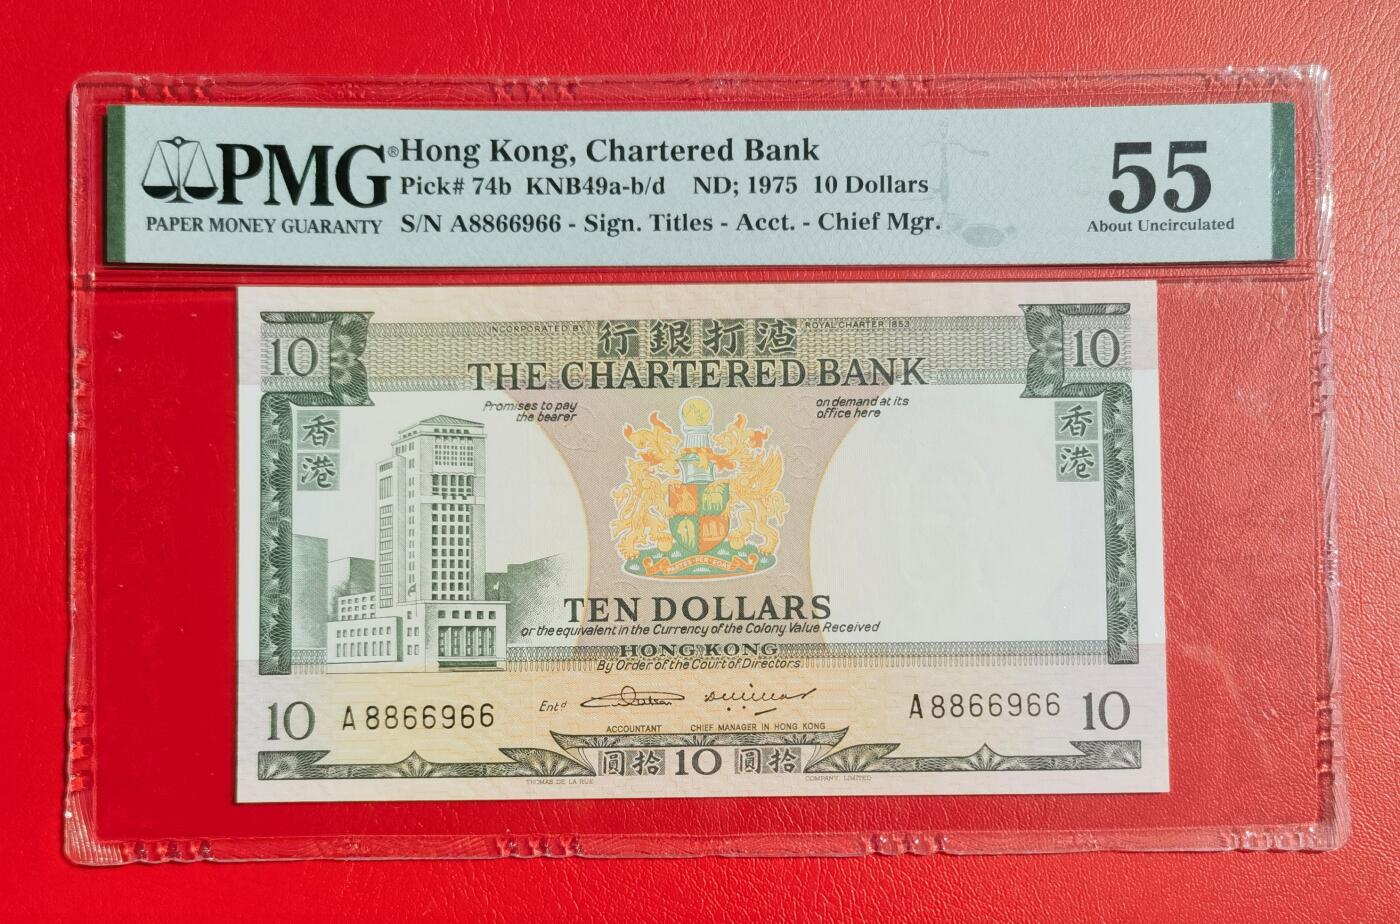 PMG®
PAPER MONEY GUARANTY
Hong Kong, Chartered Bank
Pick# 74b KNB49a-b/d ND; 1975 10 Dollars
S/N A8866966 - Sign. Titles - Acct. - Chief Mgr.
55
About Uncirculated
INCORPORATED BY ROYAL CHARTER 1853
行銀打渣
10 10
THE CHARTERED BANK
Promises to pay
the bearer
on demand at its
office here
香港
香港
PARTES PER EOAS
TEN DOLLARS
or the equivalent in the Currency of the Colony Value Received
HONG KONG
By Order of the Court of Directors.
10 A 8866966 Entd A 8866966 10
ACCOUNTANT CHIEF MANAGER IN HONG KONG
圓拾 10 圓拾
THOMAS DE LA RUE COMPANY, LIMITED